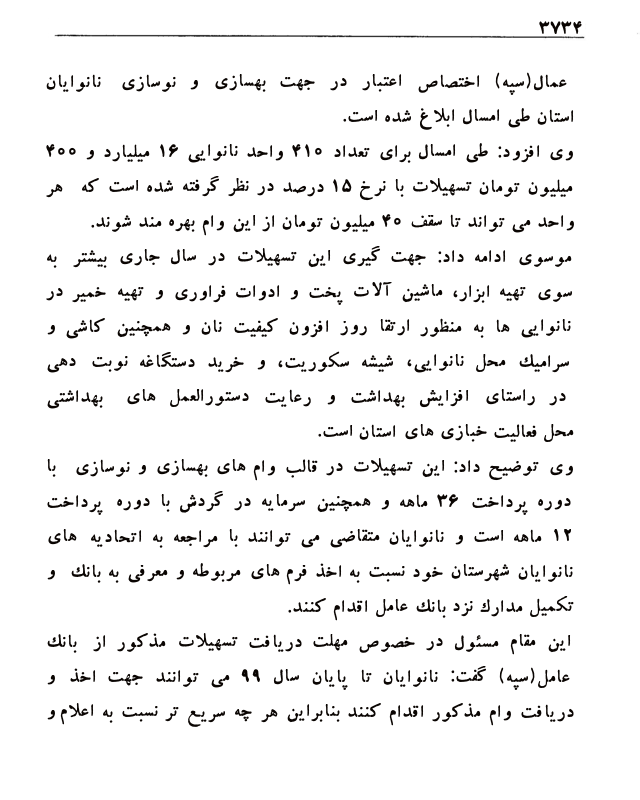 ۳۷۳۴
عمال(سپه) اختصاص اعتبار در جهت بهسازی و نوسازی نانوایان
استان طی امسال ابلاغ شده است.
وی افزود: طی امسال برای تعداد ۴۱۰ واحد نانوایی ۱۶ میلیارد و ۴۰۰
میلیون تومان تسهیلات با نرخ ۱۵ درصد در نظر گرفته شده است که هر
واحد می تواند تا سقف ۴۰ میلیون تومان از این وام بهره مند شوند.
موسوی ادامه داد: جهت گیری این تسهیلات در سال جاری بیشتر به
سوی تهیه ابزار، ماشین آلات پخت و ادوات فراوری و تهیه خمیر در
نانوایی ها به منظور ارتقا روز افزون کیفیت نان و همچنین کاشی و
سرامیک محل نانوایی، شیشه سکوریت، و خرید دستگاغه نوبت دهی
در راستای افزایش بهداشت و رعایت دستورالعمل های بهداشتی
محل فعالیت خبازی های استان است.
وی توضیح داد: این تسهیلات در قالب وام های بهسازی و نوسازی با
دوره پرداخت ۳۶ ماهه و همچنین سرمایه در گردش با دوره پرداخت
۱۲ ماهه است و نانوایان متقاضی می توانند با مراجعه به اتحادیه های
نانوایان شهرستان خود نسبت به اخذ فرم های مربوطه و معرفی به بانک و
تکمیل مدارک نزد بانک عامل اقدام کنند.
این مقام مسئول در خصوص مهلت دریافت تسهیلات مذکور از بانک
عامل(سپه) گفت: نانوایان تا پایان سال ۹۹ می توانند جهت اخذ و
دریافت وام مذکور اقدام کنند بنابراین هر چه سریع تر نسبت به اعلام و